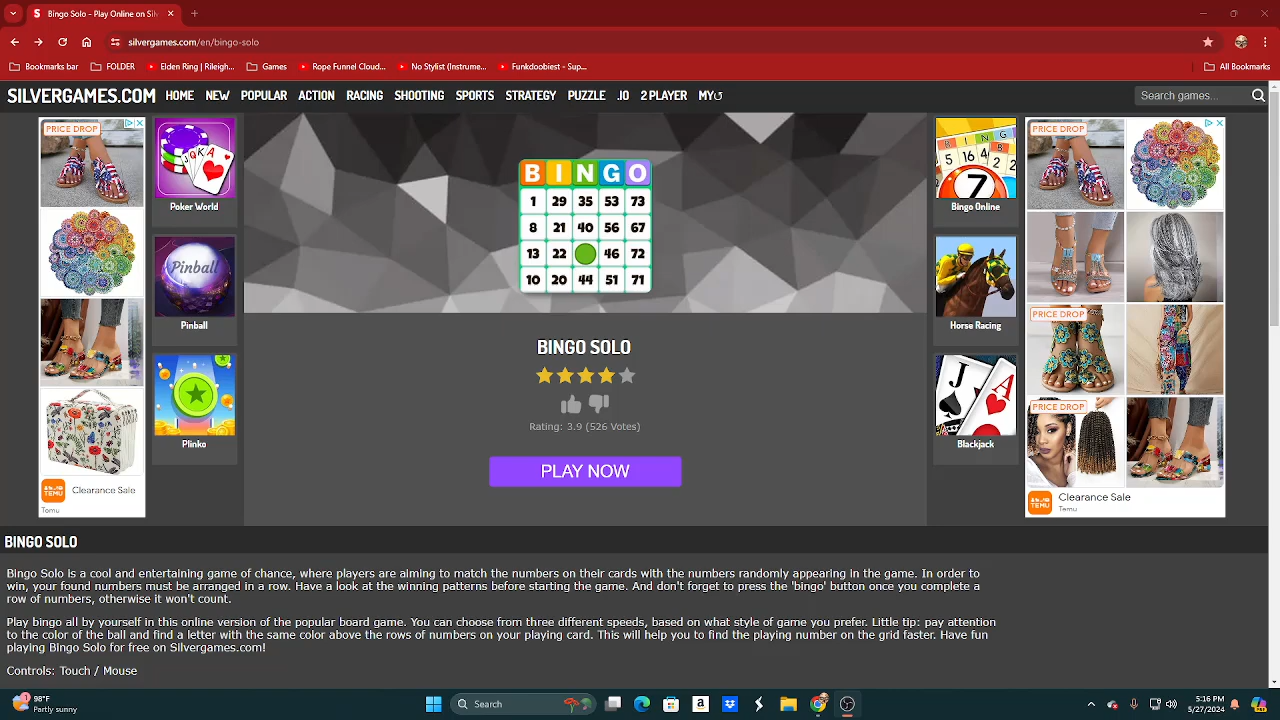 Bingo Solo - Play Online on Silv
silvergames.com/en/bingo-solo
Bookmarks bar FOLDER Elden Ring (Rileigh... Games Rope Funnel Cloud... No Stylist (Instrume... Funkdoobiest - Sup... All Bookmarks
SILVERGAMES.COM HOME NEW POPULAR ACTION RACING SHOOTING SPORTS STRATEGY PUZZLE .IO 2 PLAYER MY Search games...
PRICE DROP
Clearance Sale
Temu
Poker World
Pinball
Pinball
Plinko
B I N G O
1 29 35 53 73
8 21 40 56 67
13 22 46 72
10 20 44 51 71
BINGO SOLO
Rating: 3.9 (526 Votes)
PLAY NOW
B I N G
5 16 4 2 2
7
Bingo Online
Horse Racing
J A
Blackjack
PRICE DROP
PRICE DROP
PRICE DROP
TEMU
Clearance Sale
Temu
BINGO SOLO
Bingo Solo is a cool and entertaining game of chance, where players are aiming to match the numbers on their cards with the numbers randomly appearing in the game. In order to
win, your found numbers must be arranged in a row. Have a look at the winning patterns before starting the game. And don't forget to press the 'bingo' button once you complete a
row of numbers, otherwise it won't count.
Play bingo all by yourself in this online version of the popular board game. You can choose from three different speeds, based on what style of game you prefer. Little tip: pay attention
to the color of the ball and find a letter with the same color above the rows of numbers on your playing card. This will help you to find the playing number on the grid faster. Have fun
playing Bingo Solo for free on Silvergames.com!
Controls: Touch / Mouse
98°F
Partly sunny
Search
5:16 PM
5/27/2024